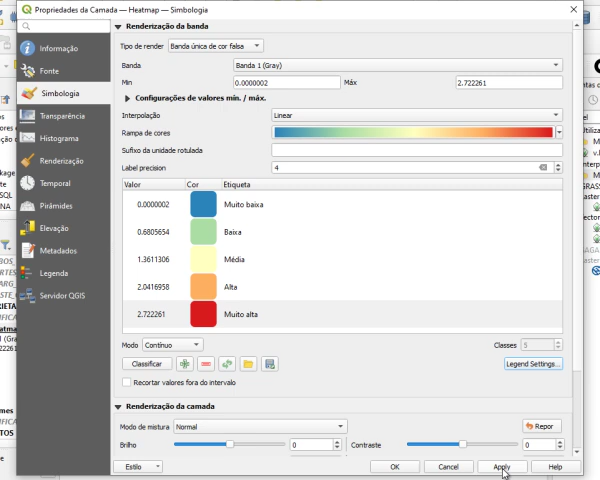 Propriedades da Camada — Heatmap — Simbologia
Renderização da banda
Informação
Fonte
Simbologia
Transparência
Histograma
Renderização
Temporal
Pirâmides
Elevação
Metadados
Legenda
Servidor QGIS
Tipo de render
Banda única de cor falsa
Banda
Banda 1 (Gray)
Min
0.0000002
Máx
2.722261
Configurações de valores mín. / máx.
Interpolação
Linear
Rampa de cores
Sufixo da unidade rotulada
Label precision
4
Valor
Cor
Etiqueta
0.0000002
Muito baixa
0.6805654
Baixa
1.3611306
Média
2.0416958
Alta
2.722261
Muito alta
Modo
Contínuo
Classes
5
Classificar
Legend Settings...
Recortar valores fora do intervalo
Renderização da camada
Modo de mistura
Normal
Repor
Brilho
0
Contraste
0
Estilo
OK
Cancel
Apply
Help